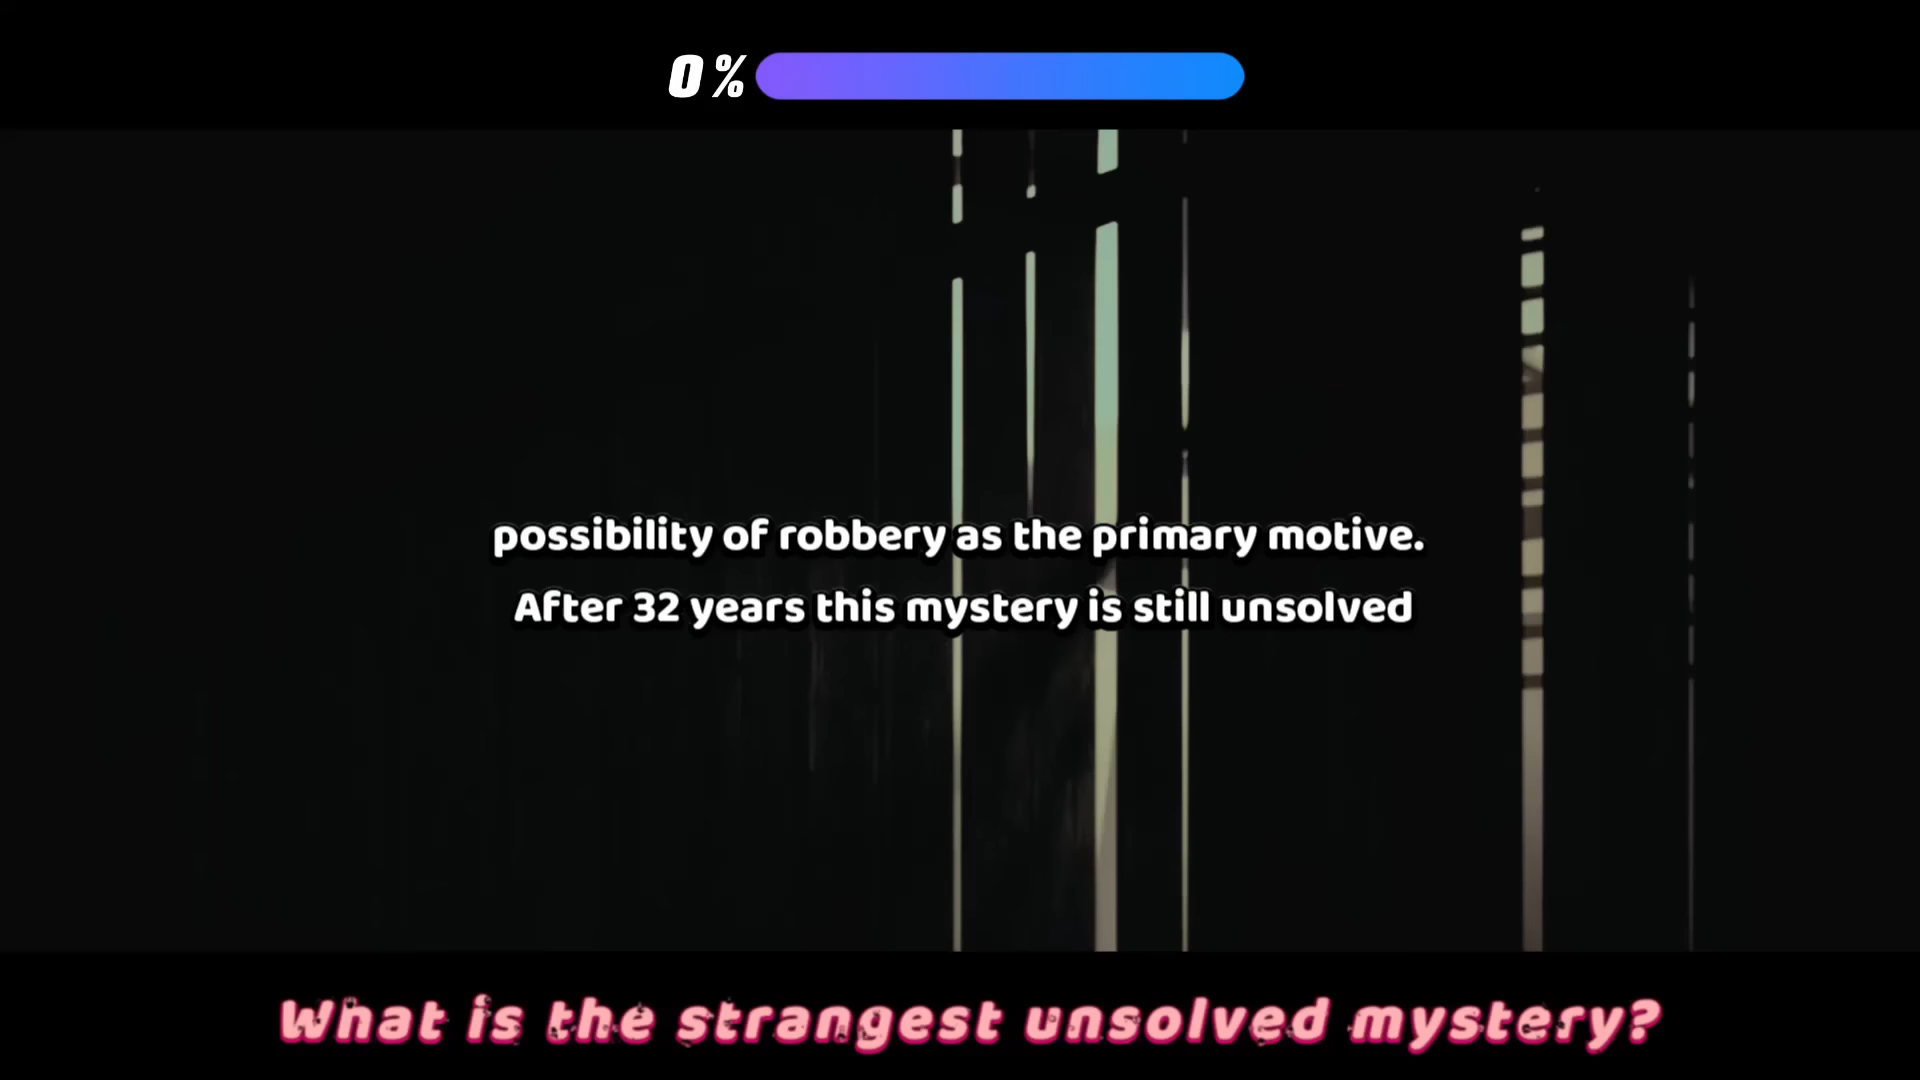 0%
possibility of robbery as the primary motive.
After 32 years this mystery is still unsolved
What is the strangest unsolved mystery?